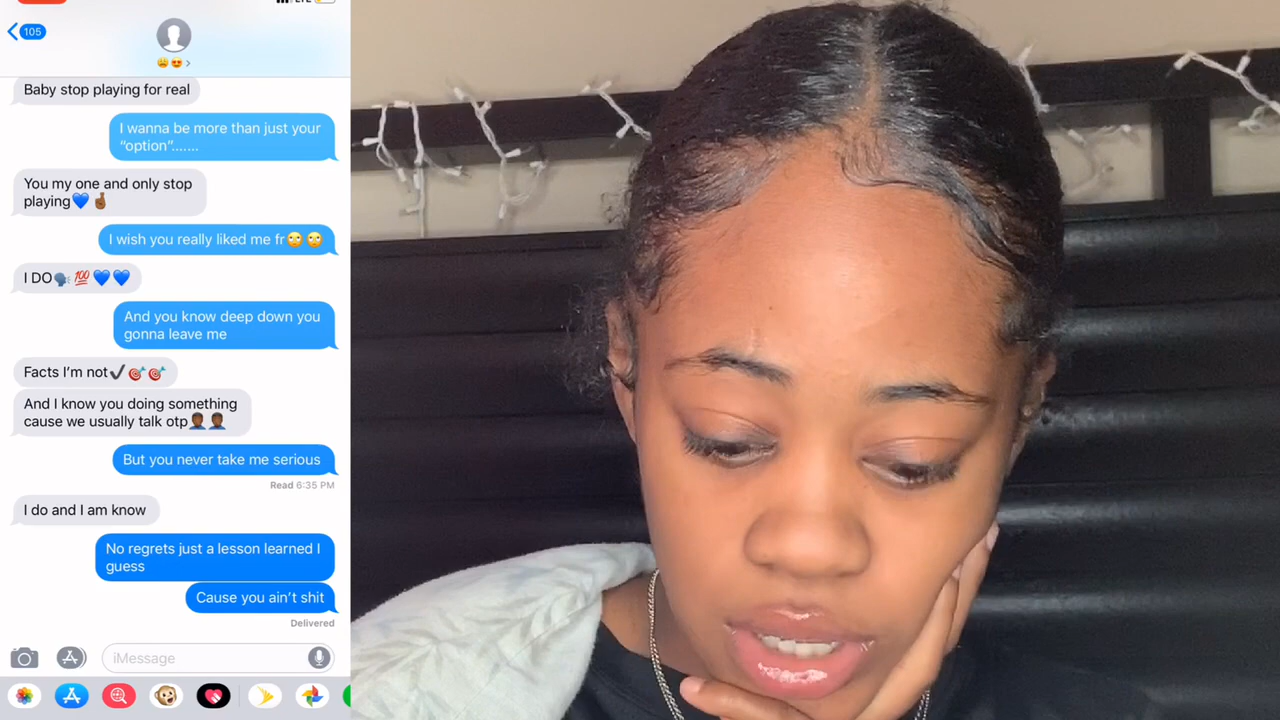 LTE
105
Baby stop playing for real
I wanna be more than just your
“option”.......
You my one and only stop
playing💙🤞🏾
I wish you really liked me fr🙄🙄
I DO🗣💯💙💙
And you know deep down you
gonna leave me
Facts I’m not✔️🎯🎯
And I know you doing something
cause we usually talk otp🤦🏾‍♂️🤦🏾‍♂️
But you never take me serious
Read 6:35 PM
I do and I am know
No regrets just a lesson learned I
guess
Cause you ain’t shit
Delivered
iMessage